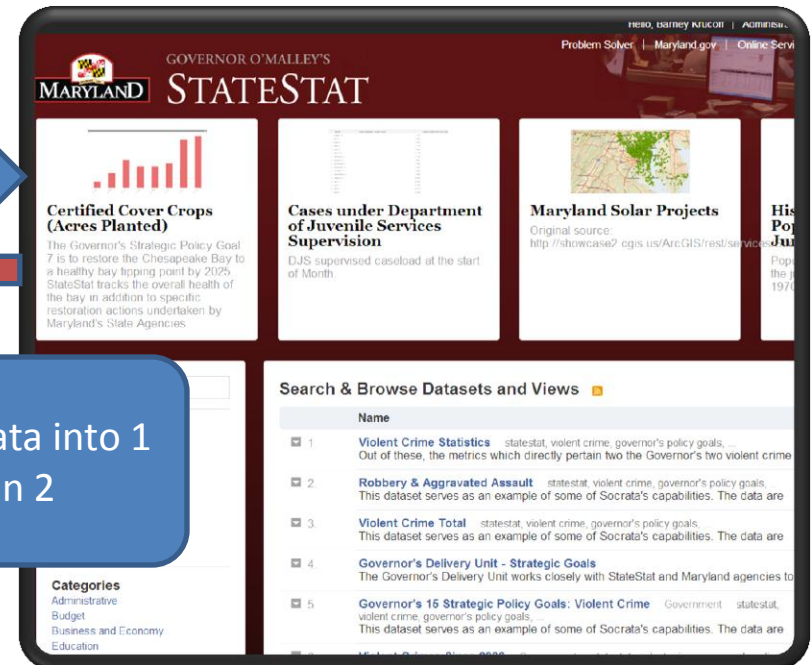 Hello, Barney Krucoff |
Problem Solver | Maryland.gov | Online Servi
GOVERNOR O'MALLEY'S
MARYLAND STATESTAT
Certified Cover Crops
(Acres Planted)
The Governor's Strategic Policy Goal
7 is to restore the Chesapeake Bay to
a healthy bay tipping point by 2025.
StateStat tracks the overall health of
the bay in addition to specific
restoration actions undertaken by
Maryland's State Agencies
Cases under Department
of Juvenile Services
Supervision
DJS supervised caseload at the start
of Month.
Maryland Solar Projects
Original source:
http://showcase2.cgis.us/ArcGIS/rest/services
His
Pop
Jur
Popu
the j
1970
ata into 1
n 2
Categories
Administrative
Budget
Business and Economy
Education
Search & Browse Datasets and Views
Name
1 Violent Crime Statistics statestat, violent crime, governor's policy goals, ...
Out of these, the metrics which directly pertain two the Governor's two violent crime
2 Robbery & Aggravated Assault statestat, violent crime, governor's policy goals, ...
This dataset serves as an example of some of Socrata's capabilities. The data are
3 Violent Crime Total statestat, violent crime, governor's policy goals, ...
This dataset serves as an example of some of Socrata's capabilities. The data are
4 Governor's Delivery Unit - Strategic Goals
The Governor's Delivery Unit works closely with StateStat and Maryland agencies to
5 Governor's 15 Strategic Policy Goals: Violent Crime Government statestat,
violent crime, governor's policy goals, ...
This dataset serves as an example of some of Socrata's capabilities. The data are